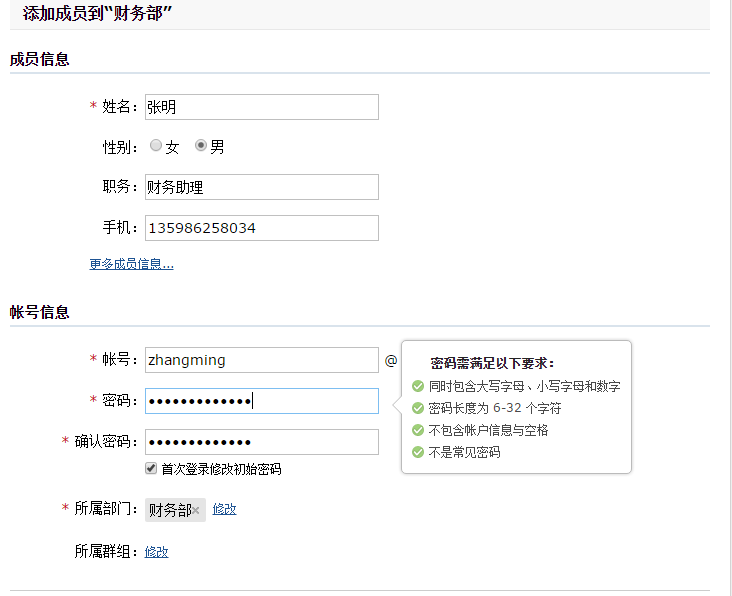 添加成员到“财务部”
成员信息
* 姓名： 张明
性别： 女 男
职务： 财务助理
手机： 135986258034
更多成员信息...
帐号信息
* 帐号： zhangming @
密码需满足以下要求：
同时包含大写字母、小写字母和数字
* 密码： •••••••••••••
密码长度为 6-32 个字符
不包含帐户信息与空格
* 确认密码： •••••••••••••
不是常见密码
首次登录修改初始密码
* 所属部门： 财务部× 修改
所属群组： 修改